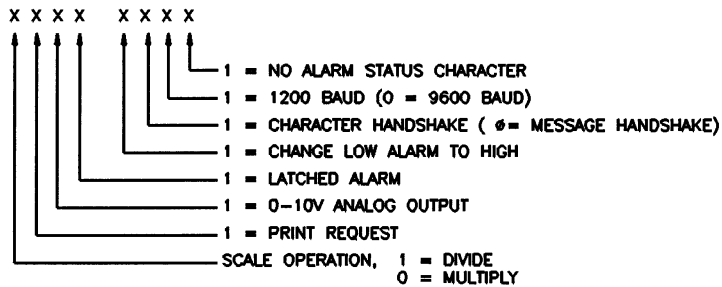 X X X X X X X X
1 = NO ALARM STATUS CHARACTER
1 = 1200 BAUD (0 = 9600 BAUD)
1 = CHARACTER HANDSHAKE ( ø= MESSAGE HANDSHAKE)
1 = CHANGE LOW ALARM TO HIGH
1 = LATCHED ALARM
1 = 0-10V ANALOG OUTPUT
1 = PRINT REQUEST
SCALE OPERATION, 1 = DIVIDE
0 = MULTIPLY